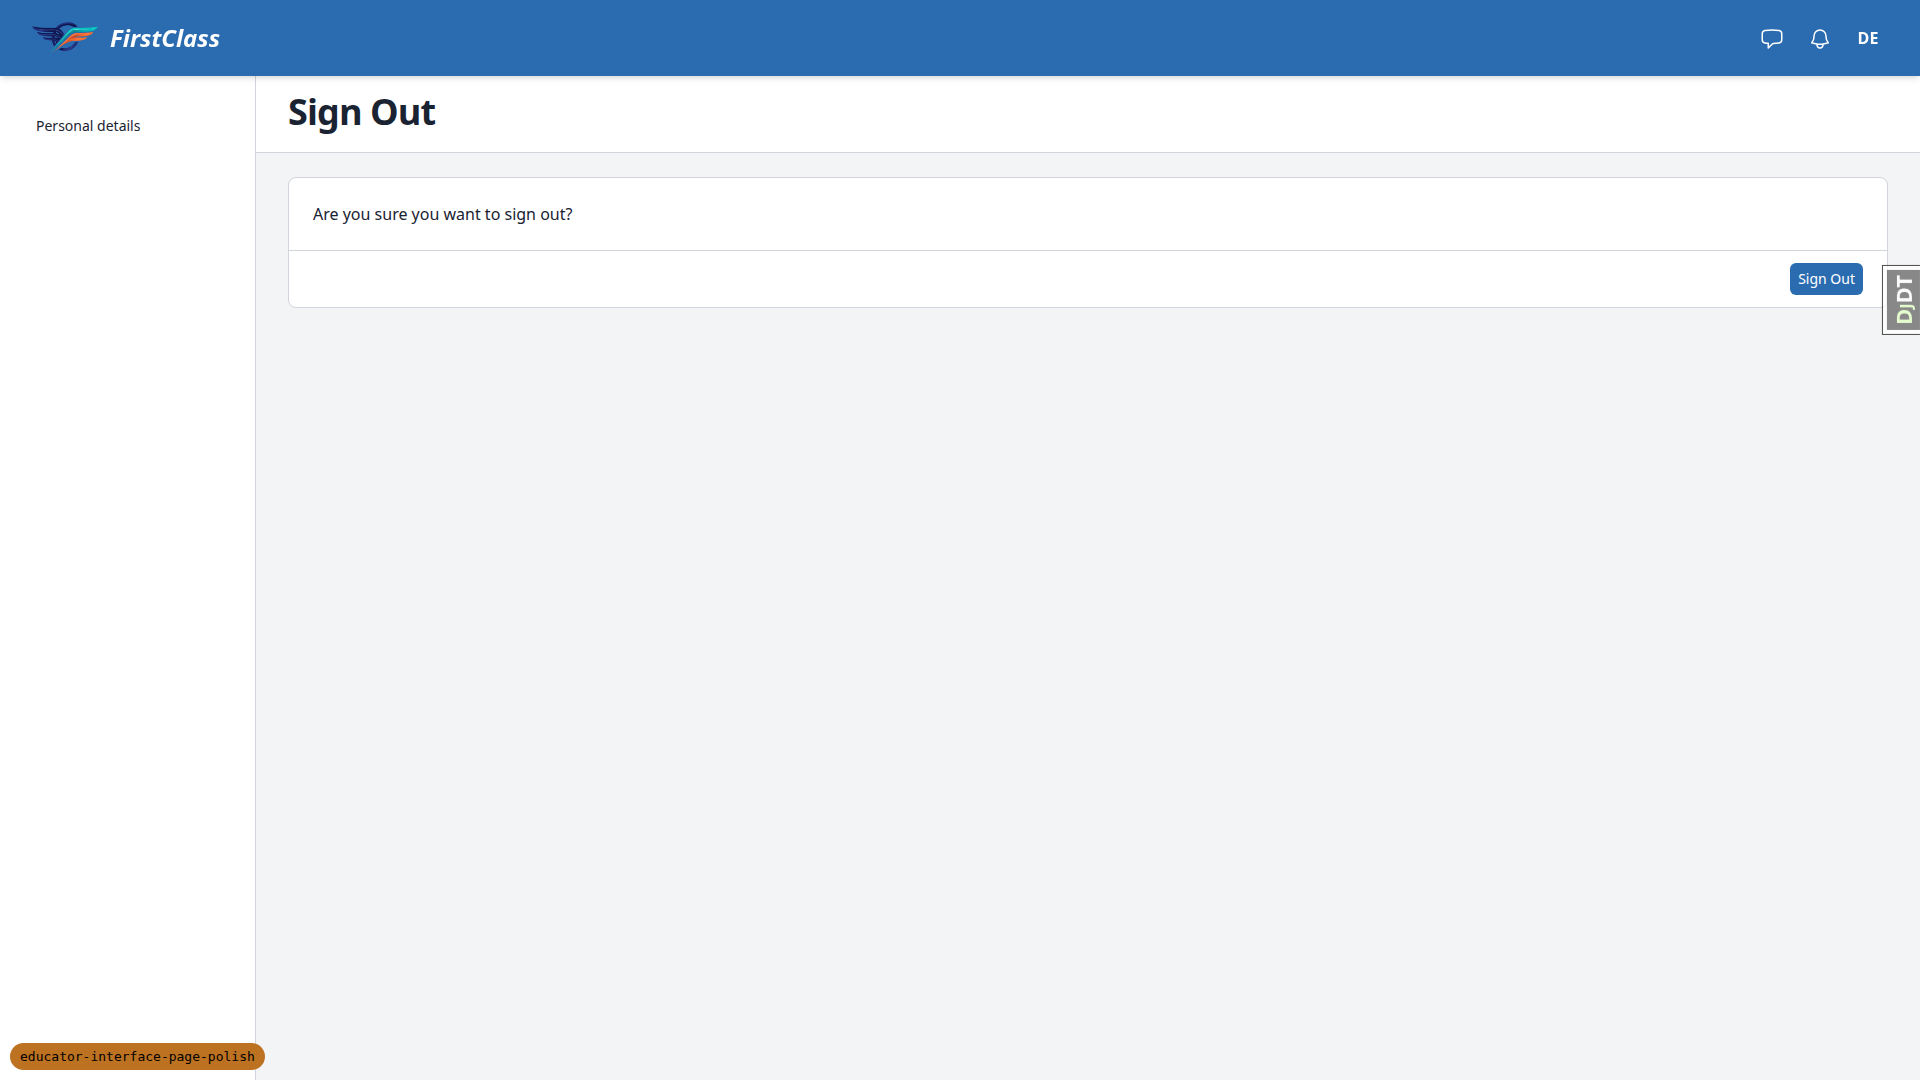 FirstClass
DE
Personal details
Sign Out
Are you sure you want to sign out?
Sign Out
DjDT
educator-interface-page-polish